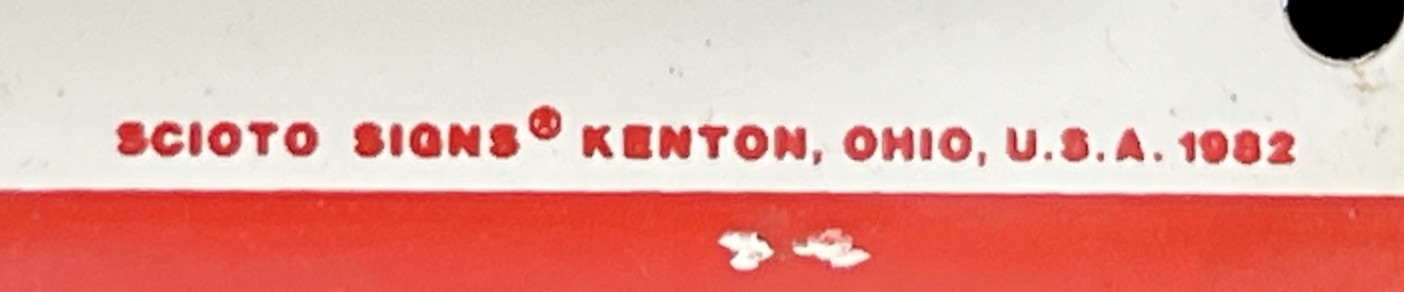 SCIOTO SIGNS® KENTON, OHIO, U.S.A. 1982